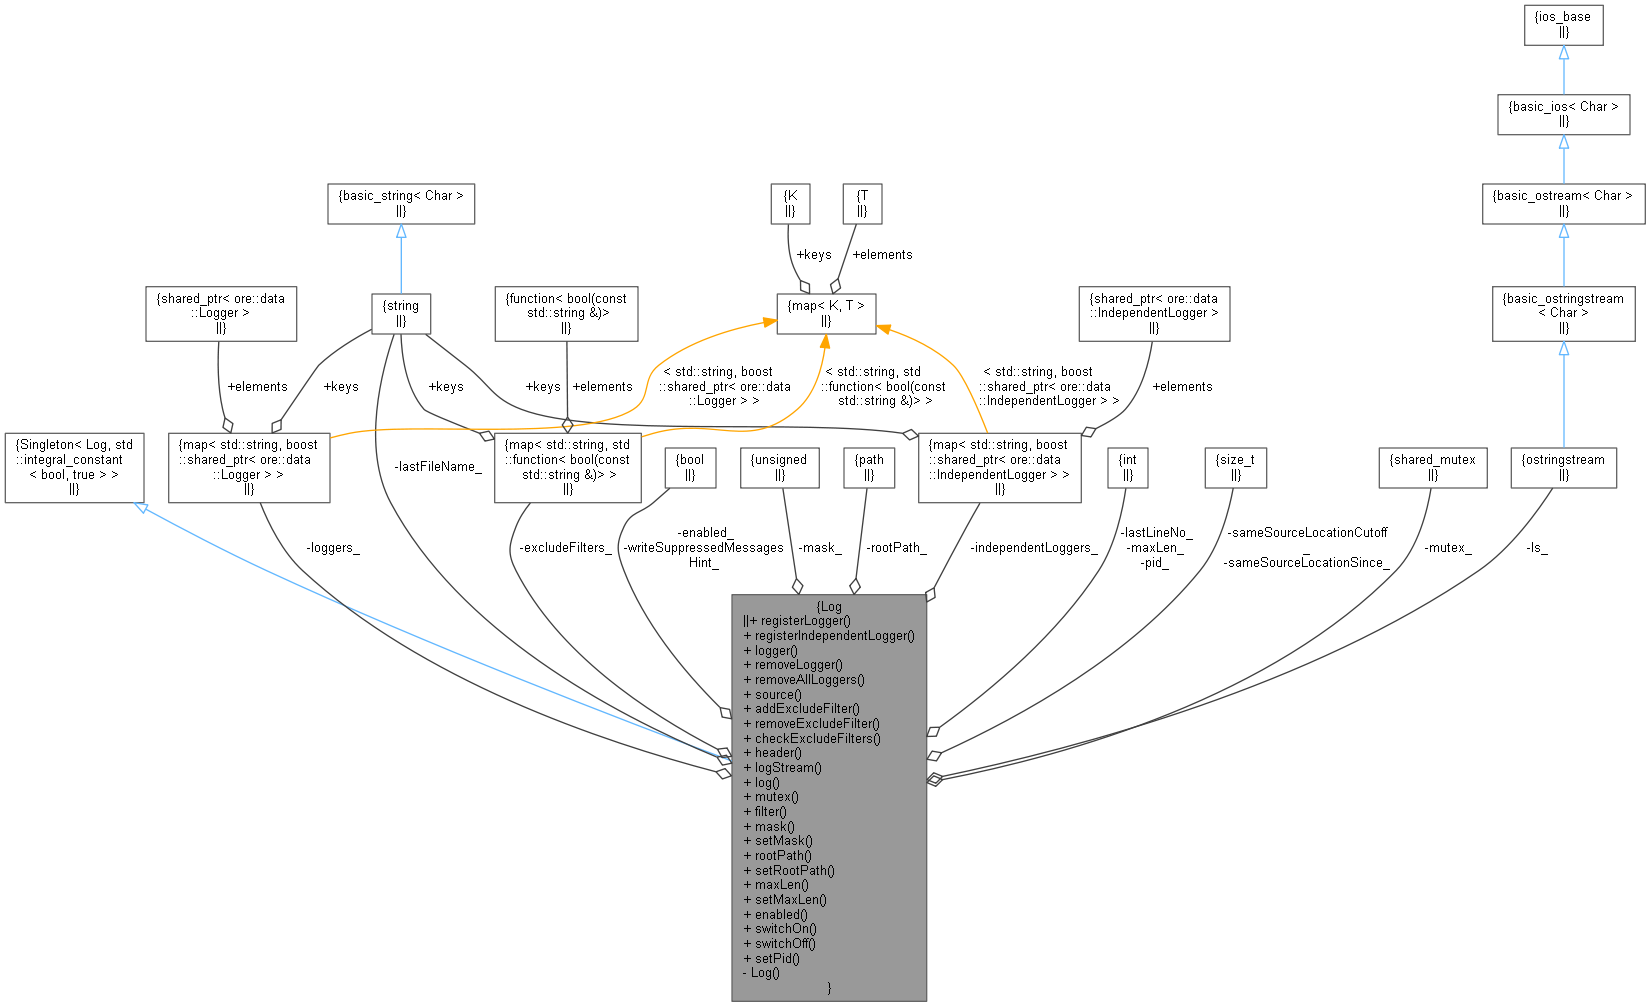 {ios_base
||}
{basic_ios< Char >
||}
{basic_string< Char >
||}
{K
||}
{T
||}
{basic_ostream< Char >
||}
+keys
+elements
{shared_ptr< ore::data
::Logger >
||}
{string
||}
{function< bool(const
std::string &)>
||}
{map< K, T >
||}
{shared_ptr< ore::data
::IndependentLogger >
||}
{basic_ostringstream
< Char >
||}
+elements
+keys
+keys
+keys
+elements
< std::string, boost
::shared_ptr< ore::data
::Logger > >
< std::string, std
::function< bool(const
std::string &)> >
< std::string, boost
::shared_ptr< ore::data
::IndependentLogger > >
+elements
{Singleton< Log, std
::integral_constant
< bool, true > >
||}
{map< std::string, boost
::shared_ptr< ore::data
::Logger > >
||}
-lastFileName_
{map< std::string, std
::function< bool(const
std::string &)> >
||}
{bool
||}
{unsigned
||}
{path
||}
{map< std::string, boost
::shared_ptr< ore::data
::IndependentLogger > >
||}
{int
||}
{size_t
||}
{shared_mutex
||}
{ostringstream
||}
-loggers_
-excludeFilters_
-enabled_
-writeSuppressedMessages
Hint_
-mask_
-rootPath_
-independentLoggers_
-lastLineNo_
-maxLen_
-pid_
-sameSourceLocationCutoff
_
-sameSourceLocationSince_
-mutex_
-ls_
{Log
||+ registerLogger()
+ registerIndependentLogger()
+ logger()
+ removeLogger()
+ removeAllLoggers()
+ source()
+ addExcludeFilter()
+ removeExcludeFilter()
+ checkExcludeFilters()
+ header()
+ logStream()
+ log()
+ mutex()
+ filter()
+ mask()
+ setMask()
+ rootPath()
+ setRootPath()
+ maxLen()
+ setMaxLen()
+ enabled()
+ switchOn()
+ switchOff()
+ setPid()
- Log()
}